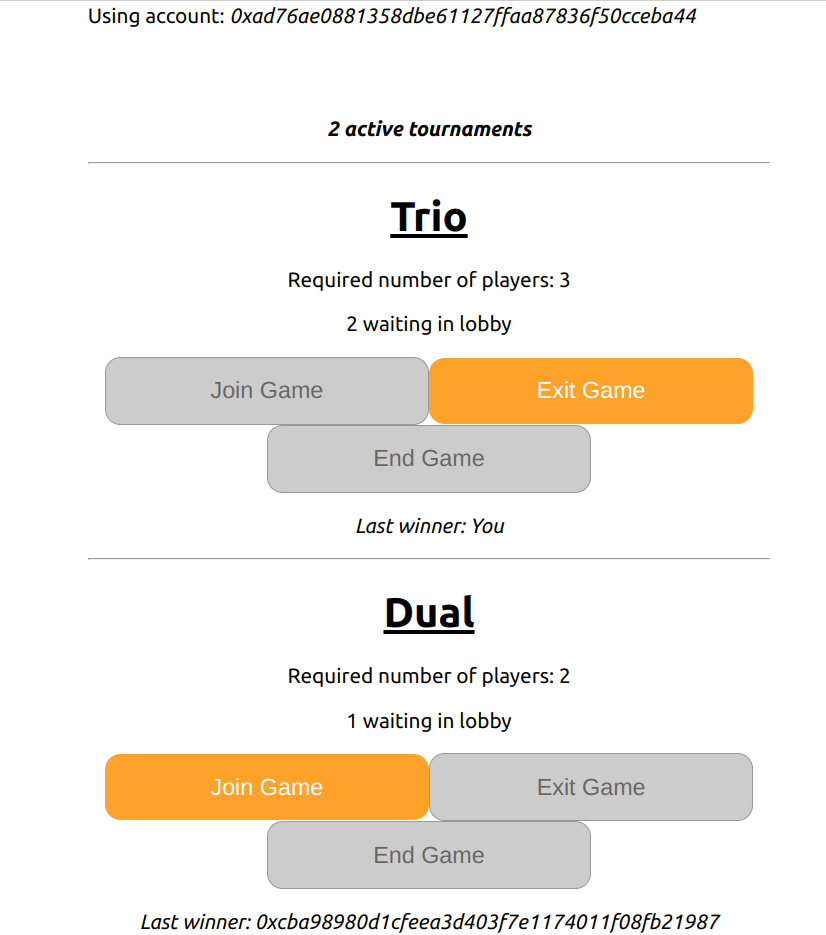 Using account: 0xad76ae0881358dbe61127ffaa87836f50cceba44
2 active tournaments
Trio
Required number of players: 3
2 waiting in lobby
Join Game Exit Game
End Game
Last winner: You
Dual
Required number of players: 2
1 waiting in lobby
Join Game Exit Game
End Game
Last winner: 0xcba98980d1cfeea3d403f7e1174011f08fb21987